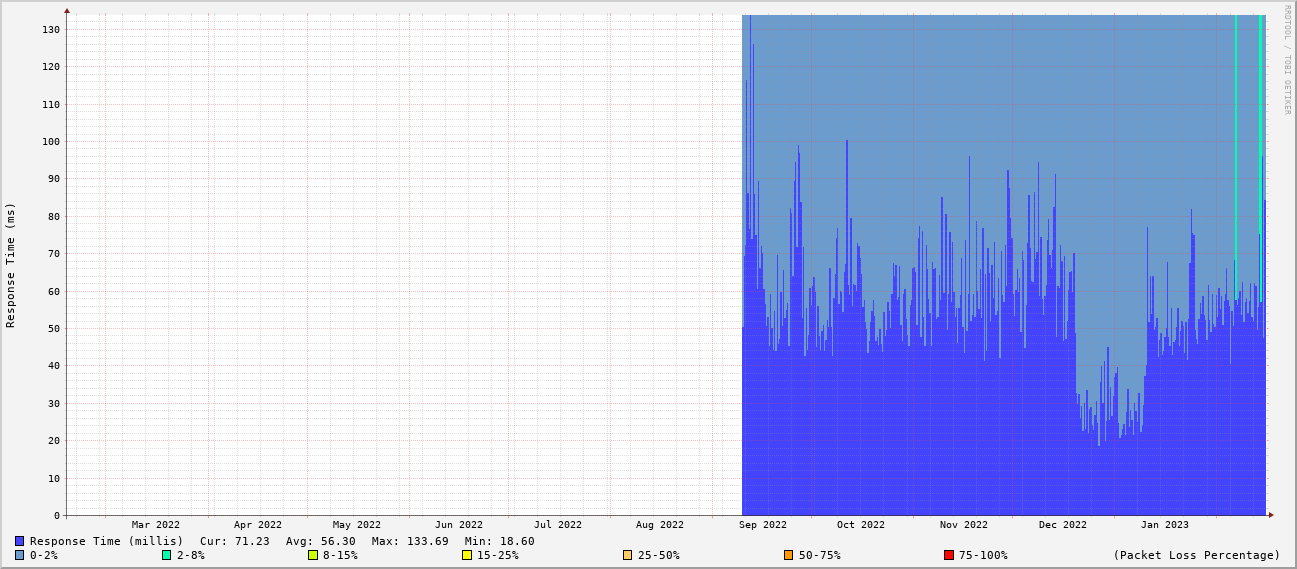 RRDTOOL / TOBI OETIKER
Response Time (ms)
130
120
110
100
90
80
70
60
50
40
30
20
10
0
Mar 2022 Apr 2022 May 2022 Jun 2022 Jul 2022 Aug 2022 Sep 2022 Oct 2022 Nov 2022 Dec 2022 Jan 2023
Response Time (millis) Cur: 71.23 Avg: 56.30 Max: 133.69 Min: 18.60
0-2% 2-8% 8-15% 15-25% 25-50% 50-75% 75-100% (Packet Loss Percentage)